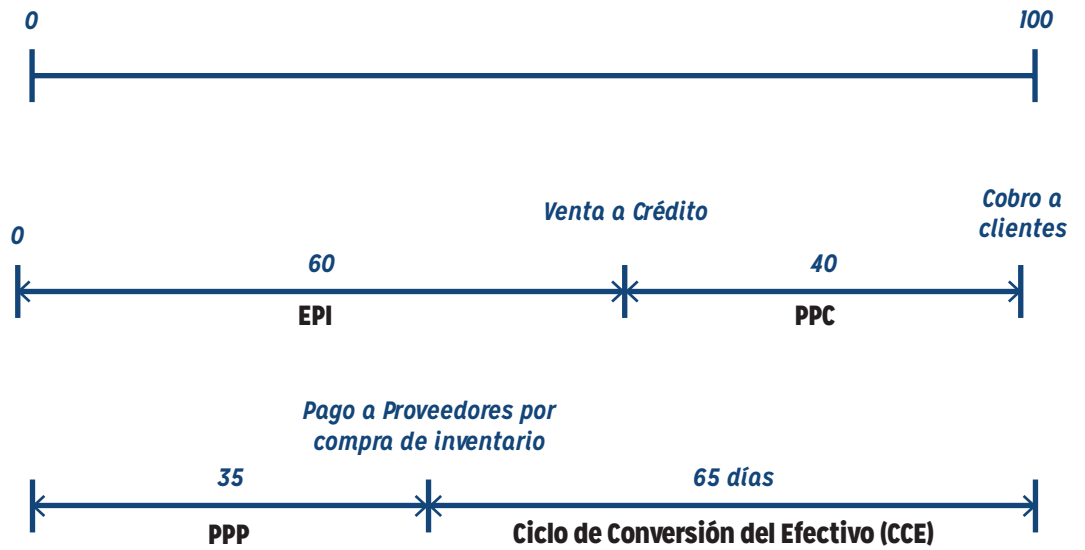 0
100
Venta a Crédito
Cobro a
clientes
0
60
40
EPI
PPC
Pago a Proveedores por
compra de inventario
35
65 días
PPP
Ciclo de Conversión del Efectivo (CCE)